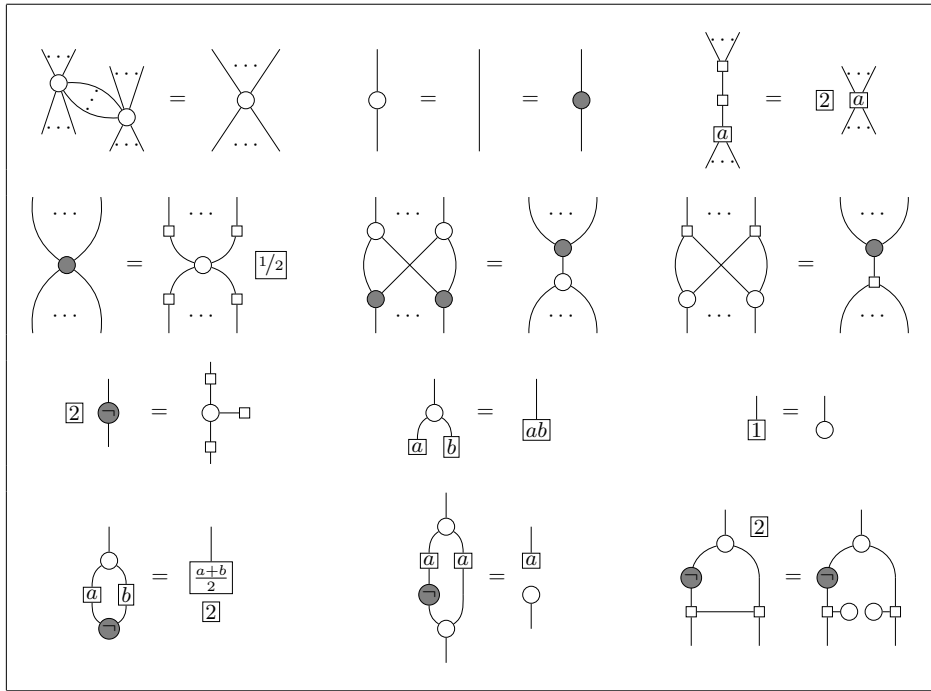 ⋯ ⋯ ⋯ ⋯ ⋯
⋯ = = = = 2 a
⋯ ⋯ ⋯ a ⋯
⋯
⋯ ⋯ ⋯ ⋯ ⋯ ⋯
= 1/2 = =
⋯ ⋯ ⋯ ⋯ ⋯ ⋯
2 ¬ = = =
a b ab 1
2
a a a
a b = a+b/2 ¬ = ¬ = ¬
¬ 2